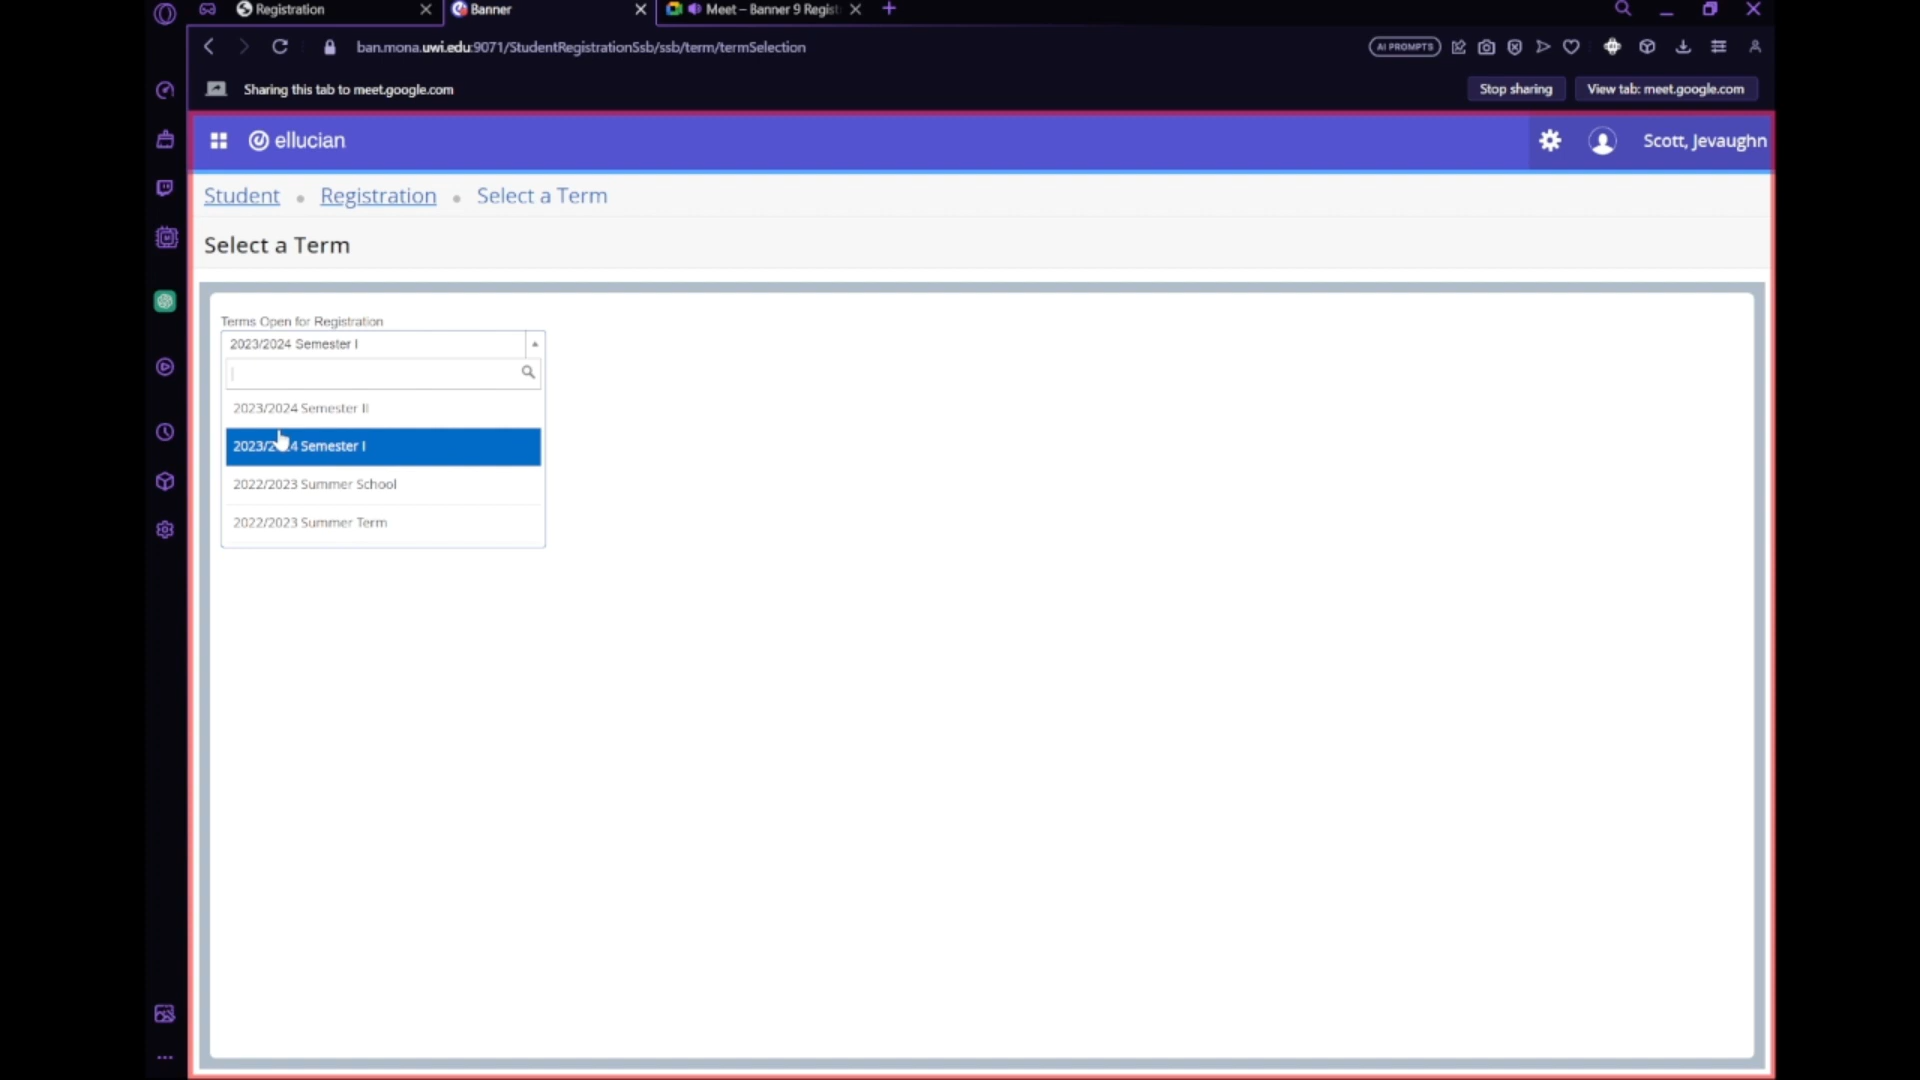 Registration
Banner
Meet – Banner 9 Regist
ban.mona.uwi.edu:9071/StudentRegistrationSsb/ssb/term/termSelection
AI PROMPTS
Sharing this tab to meet.google.com
Stop sharing
View tab: meet.google.com
ellucian
Scott, Jevaughn
Student • Registration • Select a Term
Select a Term
Terms Open for Registration
2023/2024 Semester I
2023/2024 Semester II
2023/2024 Semester I
2022/2023 Summer School
2022/2023 Summer Term